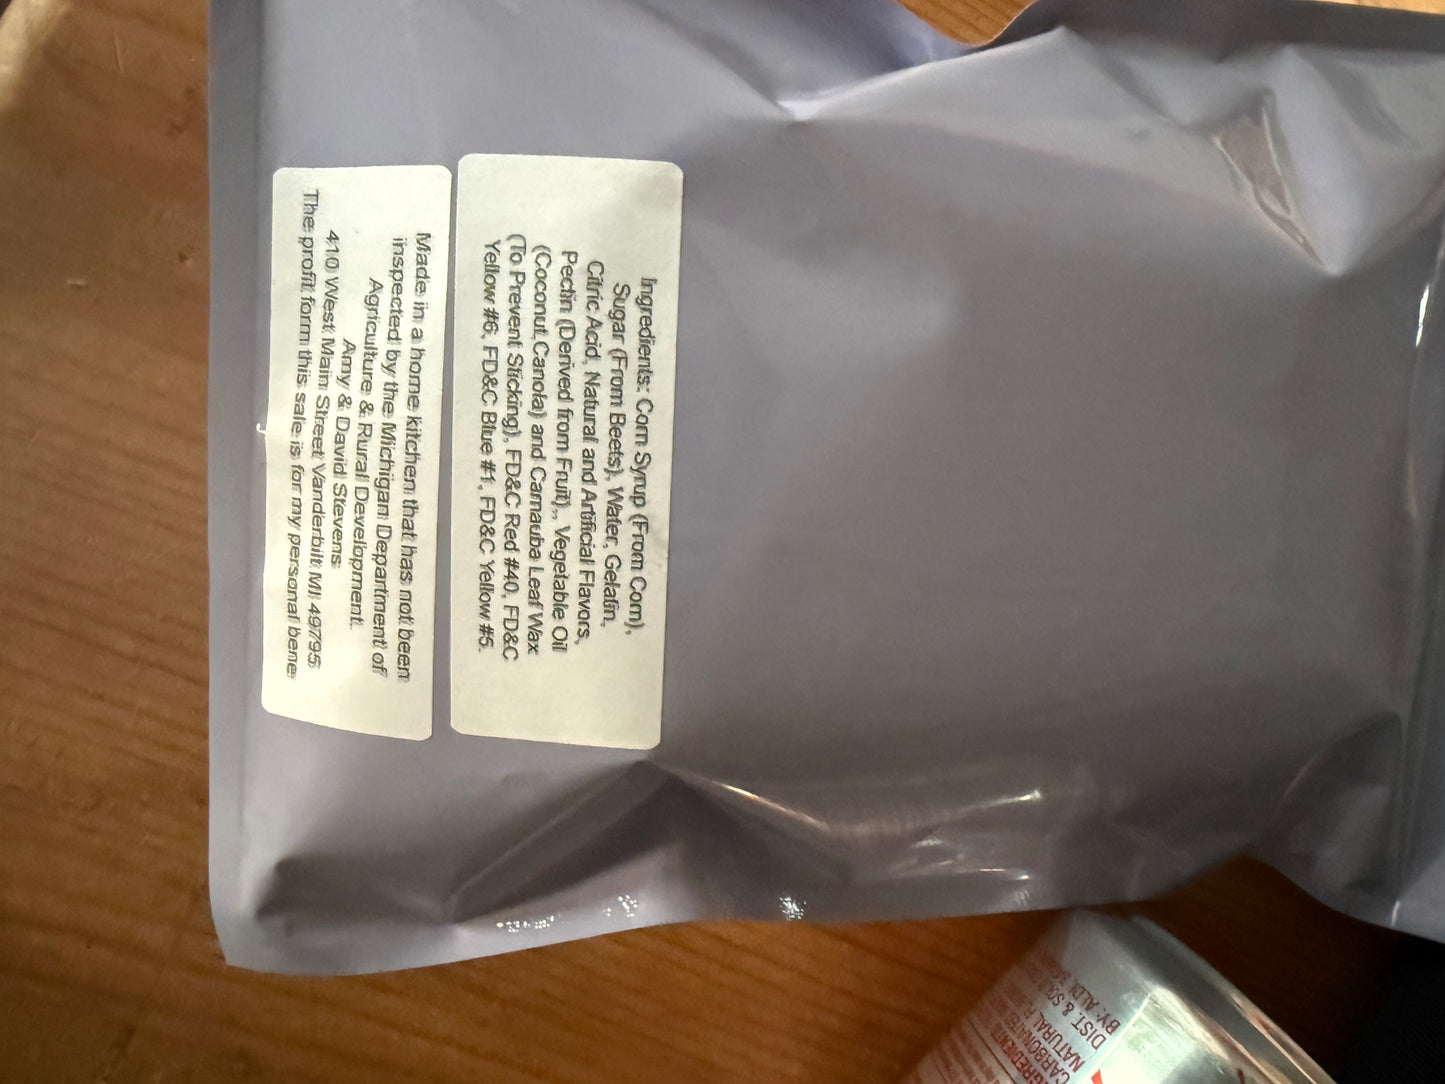 Ingredients: Corn Syrup (From Corn),
Sugar (From Beets), Water, Gelatin,
Citric Acid, Natural and Artificial Flavors,
Pectin (Derived from Fruit),, Vegetable Oil
(Coconut,Canola) and Carnauba Leaf Wax
(To Prevent Sticking), FD&C Red #40, FD&C
Yellow #6, FD&C Blue #1, FD&C Yellow #5.
Made in a home kitchen that has not been
inspected by the Michigan Department of
Agriculture & Rural Development.
Amy & David Stevens
410 West Main Street Vanderbilt MI 49795
The profit form this sale is for my personal bene
CARBONATED
NATURAL
DIST. & SOLD
BY: ALDI